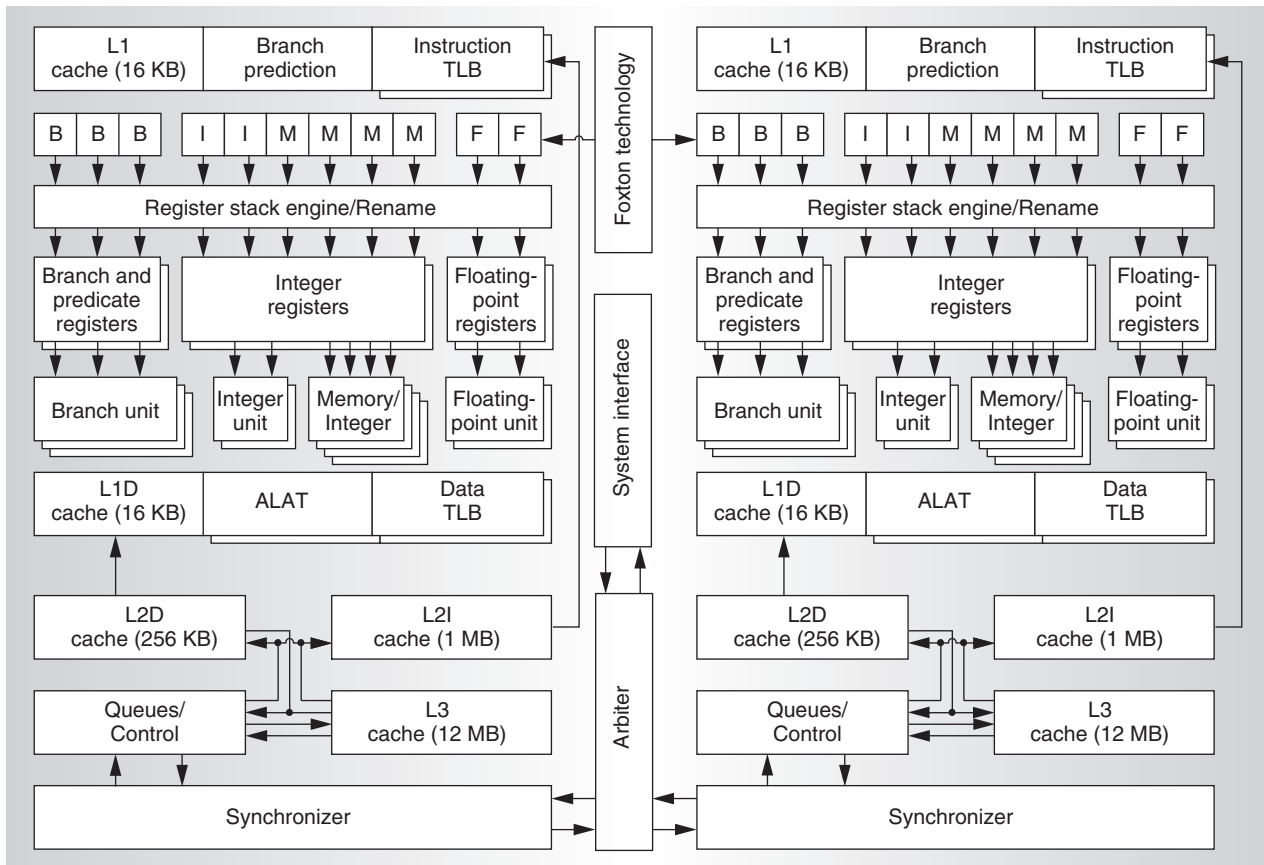 L1
cache (16 KB)
Branch
prediction
Instruction
TLB
B B B I I M M M M F F
Register stack engine/Rename
Branch and
predicate
registers
Integer
registers
Floating-
point
registers
Branch unit
Integer
unit
Memory/
Integer
Floating-
point unit
L1D
cache (16 KB)
ALAT
Data
TLB
L2D
cache (256 KB)
L2I
cache (1 MB)
Queues/
Control
L3
cache (12 MB)
Synchronizer
Foxton technology
System interface
Arbiter
L1
cache (16 KB)
Branch
prediction
Instruction
TLB
B B B I I M M M M F F
Register stack engine/Rename
Branch and
predicate
registers
Integer
registers
Floating-
point
registers
Branch unit
Integer
unit
Memory/
Integer
Floating-
point unit
L1D
cache (16 KB)
ALAT
Data
TLB
L2D
cache (256 KB)
L2I
cache (1 MB)
Queues/
Control
L3
cache (12 MB)
Synchronizer